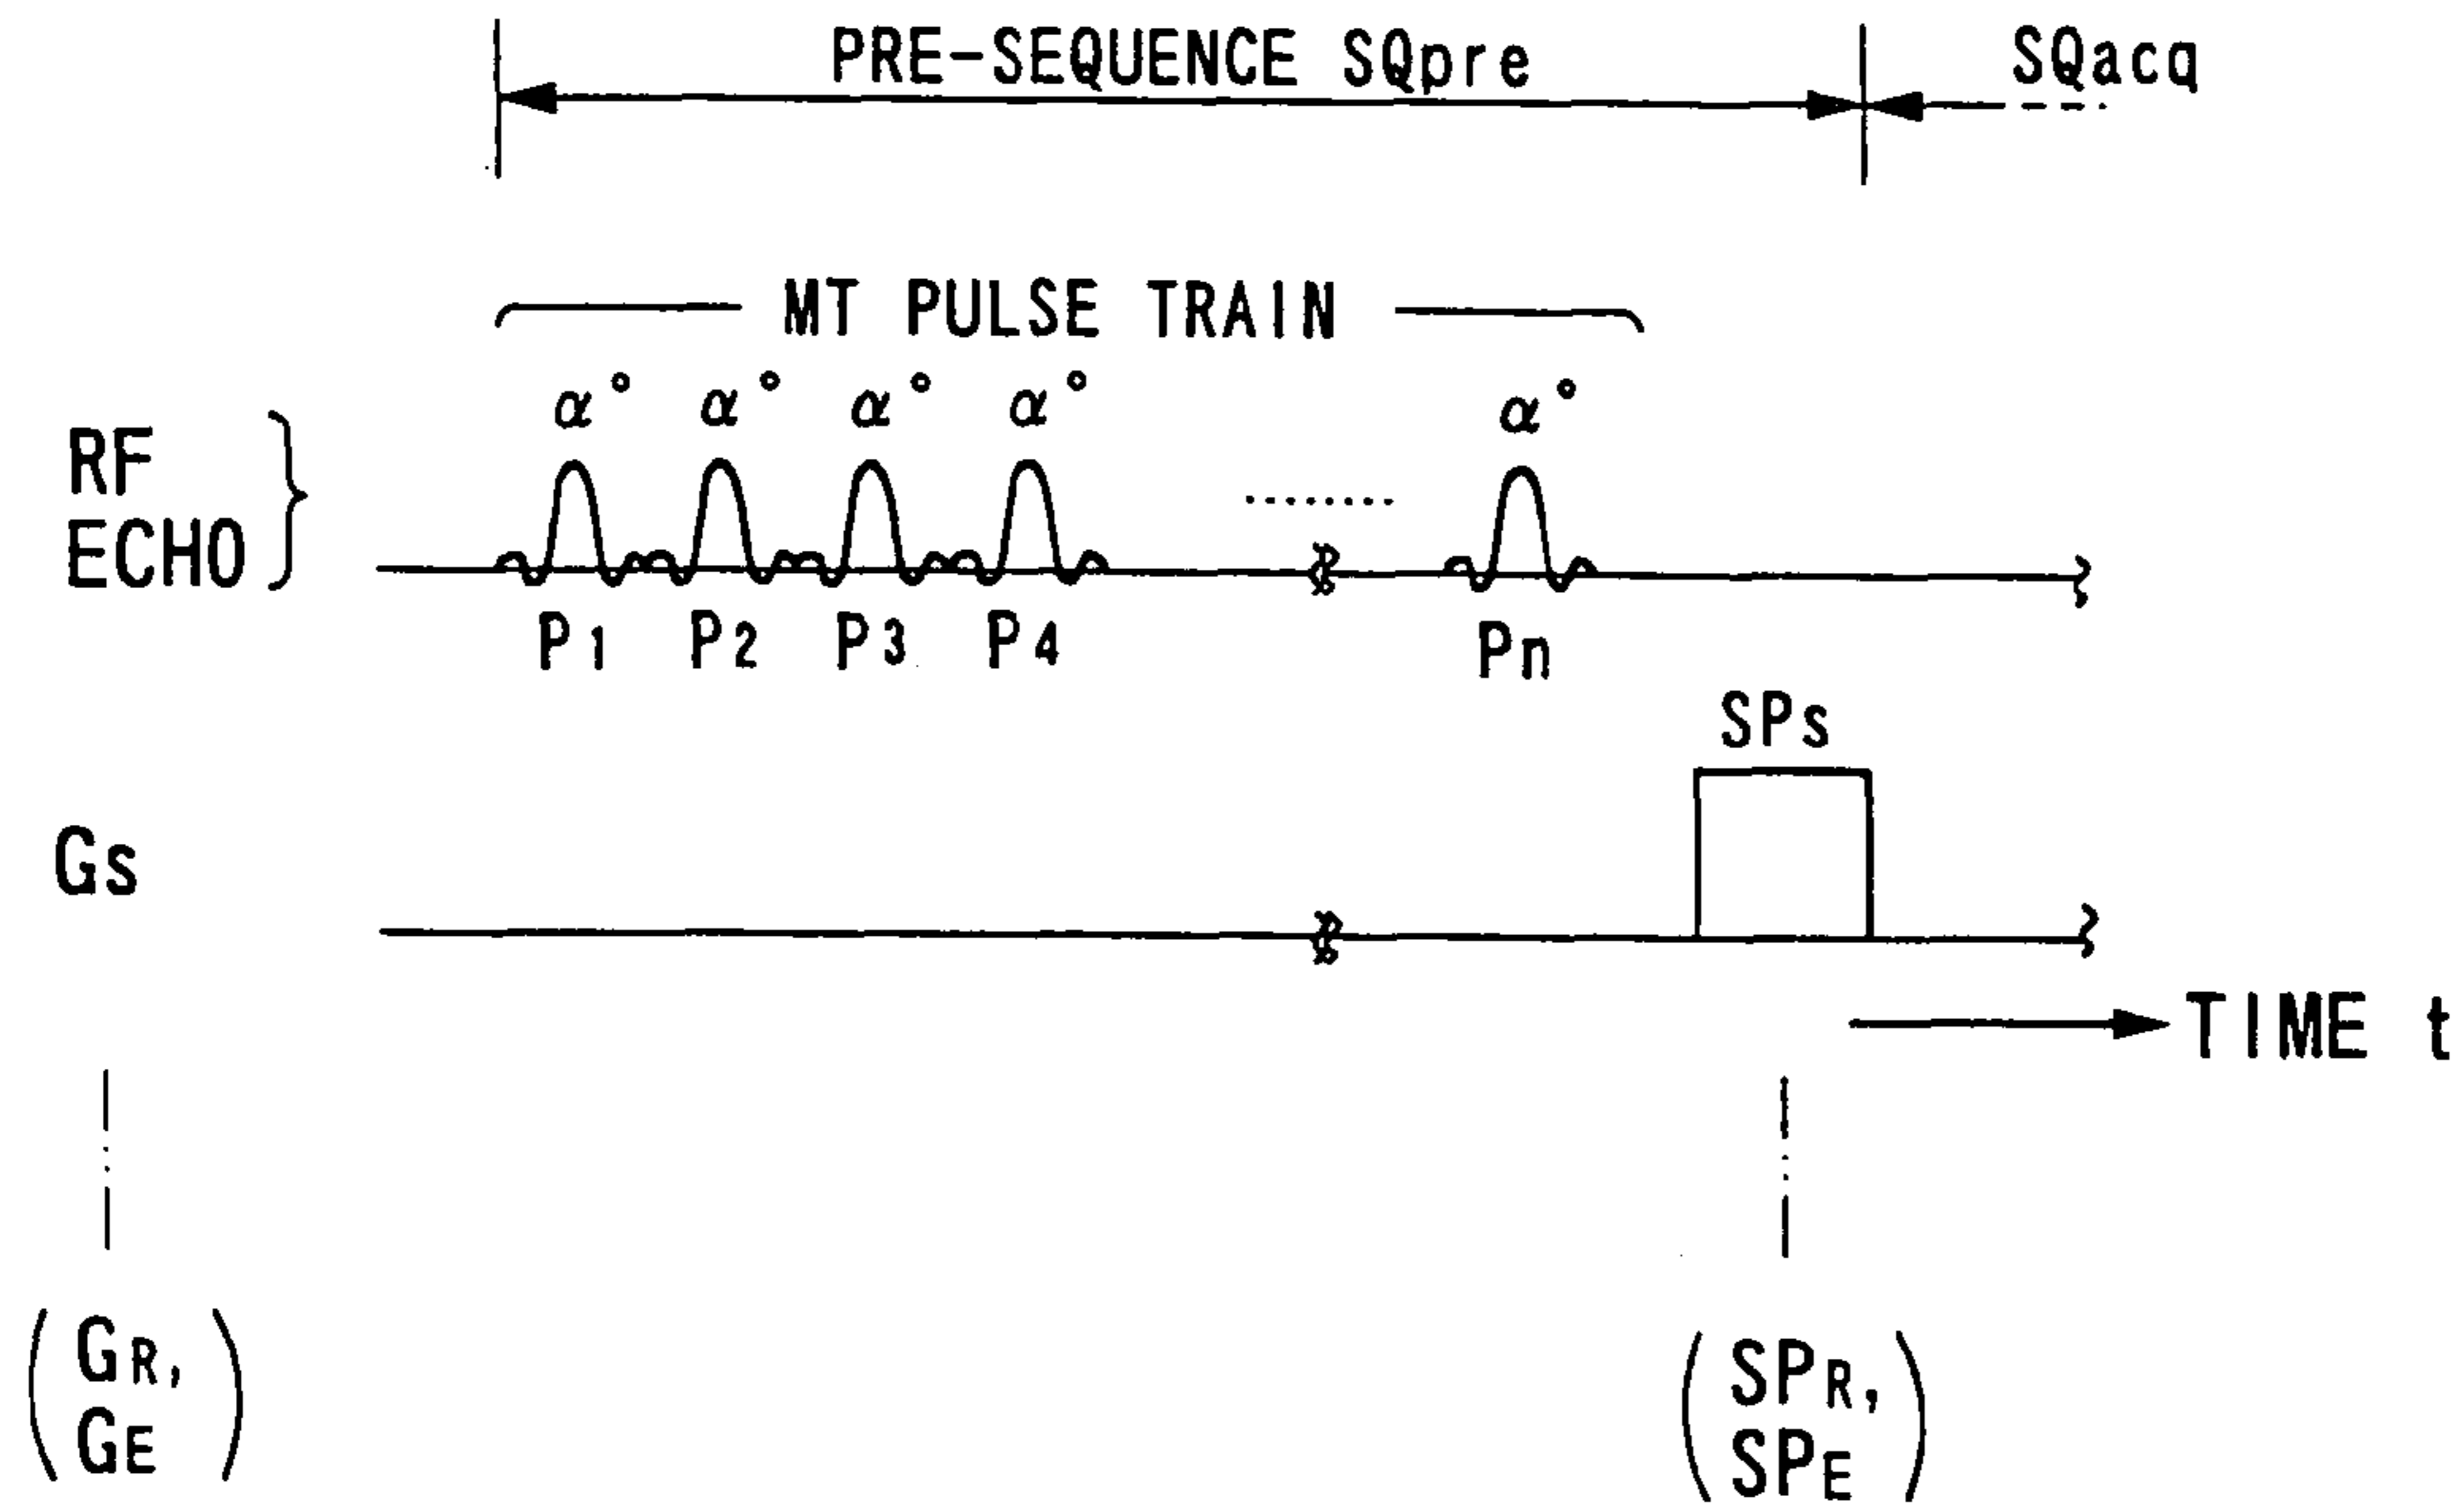 PRE-SEQUENCE SQpre SQacq
MT PULSE TRAIN
α° α° α° α° α°
RF
ECHO
P1 P2 P3 P4 Pn
SPs
Gs
TIME t
(GR,
GE)
(SPR,
SPE)